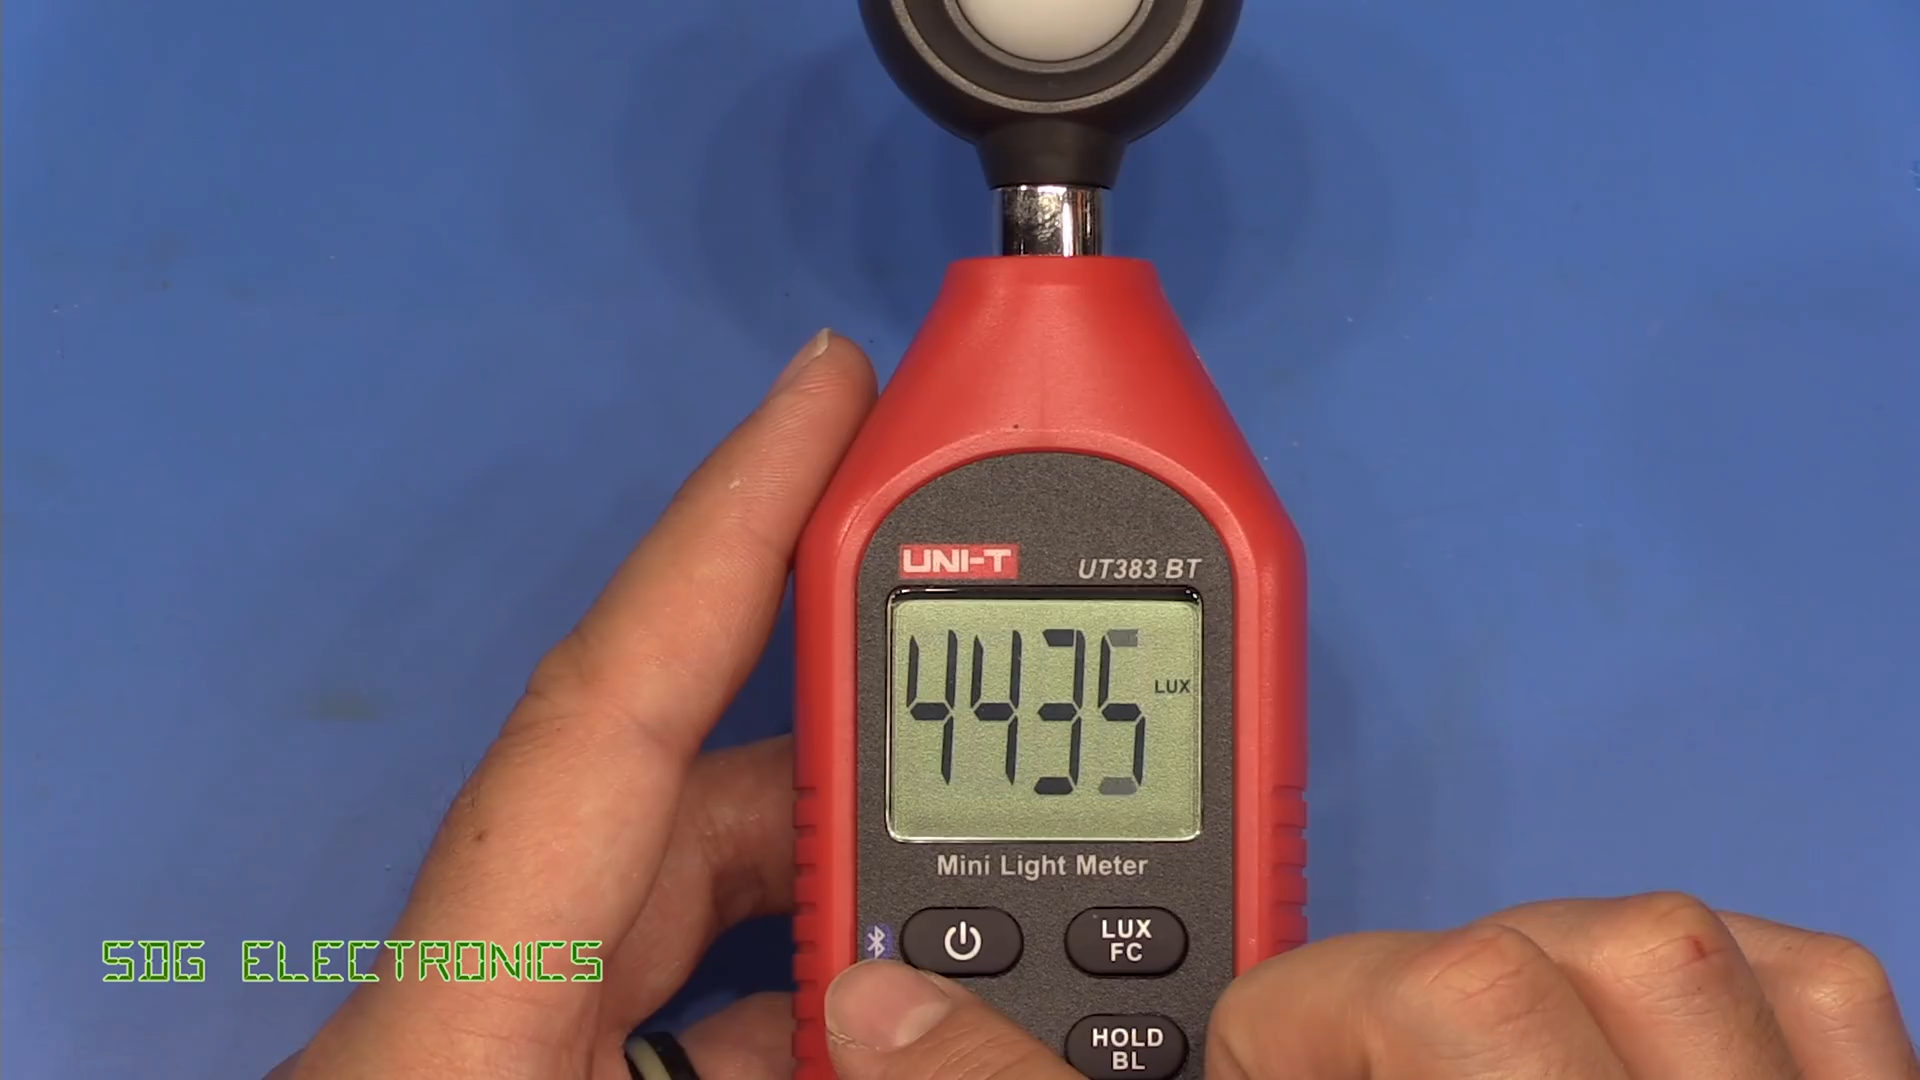 UNI-T
UT383 BT
4435
LUX
Mini Light Meter
LUX
FC
HOLD
BL
SDG ELECTRONICS